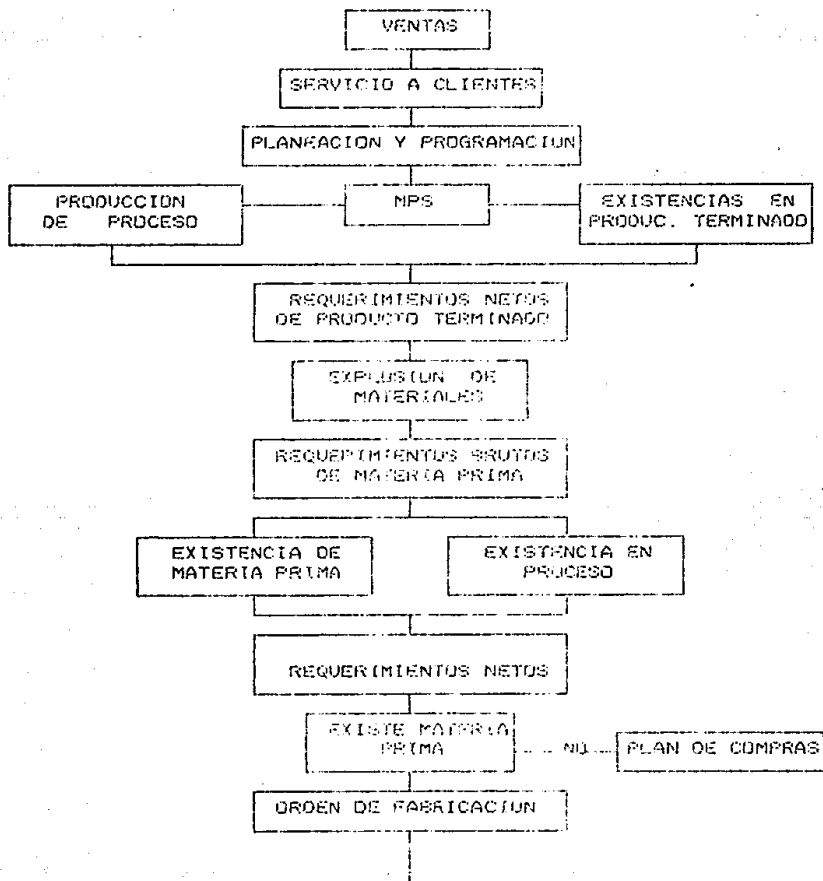 VENTAS
SERVICIO A CLIENTES
PLANEACION Y PROGRAMACION
PRODUCCION
DE PROCESO
MPS
EXISTENCIAS EN
PRODUC. TERMINADO
REQUERIMIENTOS NETOS
DE PRODUCTO TERMINADO
EXPLOSION DE
MATERIALES
REQUERIMIENTOS BRUTOS
DE MATERIA PRIMA
EXISTENCIA DE
MATERIA PRIMA
EXISTENCIA EN
PROCESO
REQUERIMIENTOS NETOS
EXISTE MATERIA
PRIMA
NO
PLAN DE COMPRAS
ORDEN DE FABRICACION